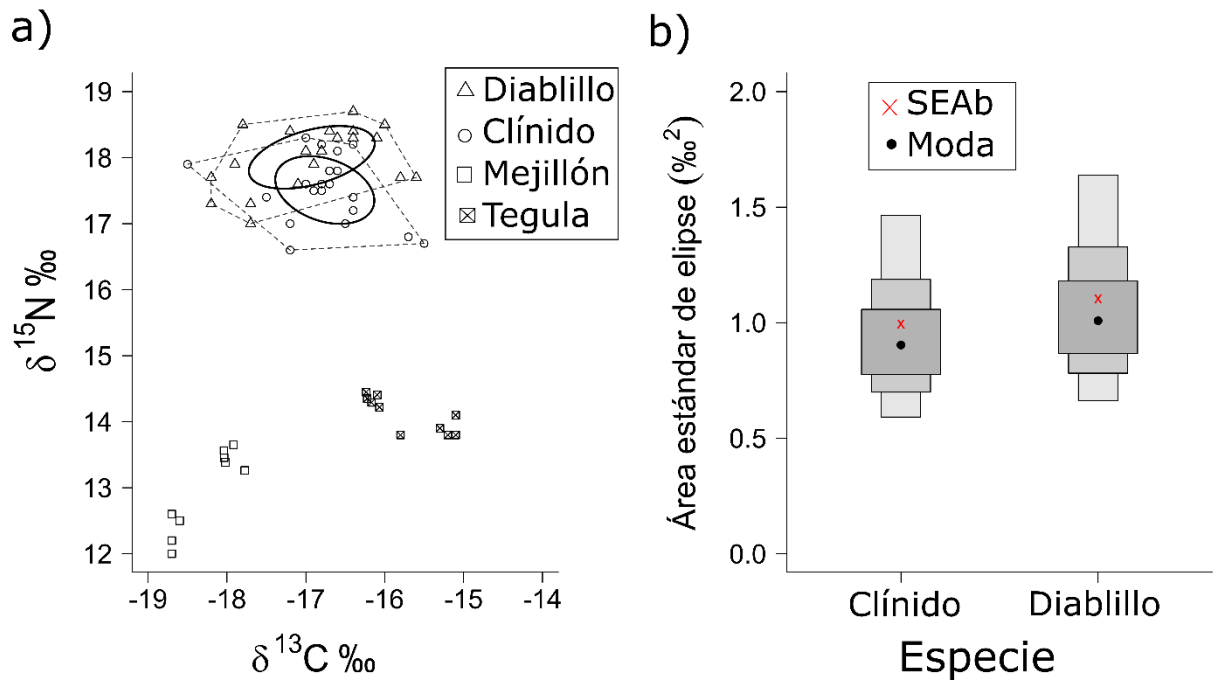 a)
Diablillo
Clínido
Mejillón
Tegula
19
18
17
16
15
14
13
12
δ15N ‰
-19
-18
-17
-16
-15
-14
δ13C ‰
b)
SEAb
Moda
2.0
1.5
1.0
0.5
0.0
Área estándar de elipse (‰2)
Clínido
Diablillo
Especie